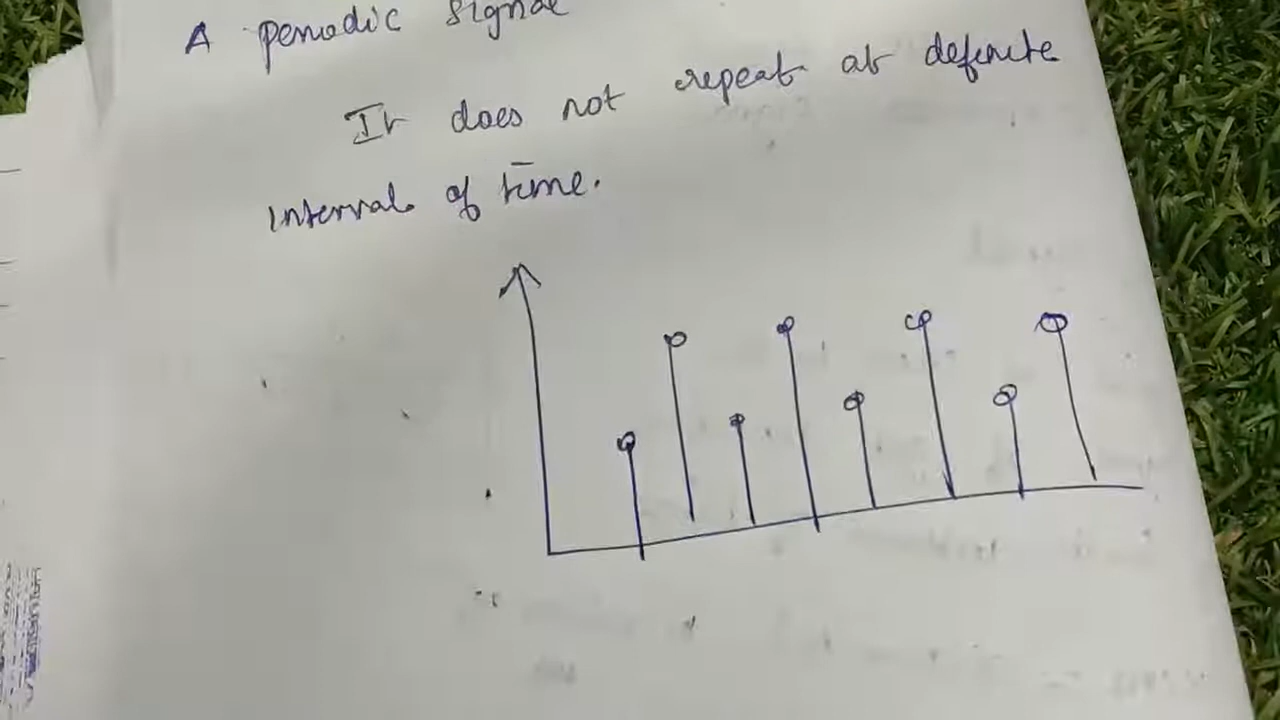 A periodic signal
It does not repeat at definite
interval of time.